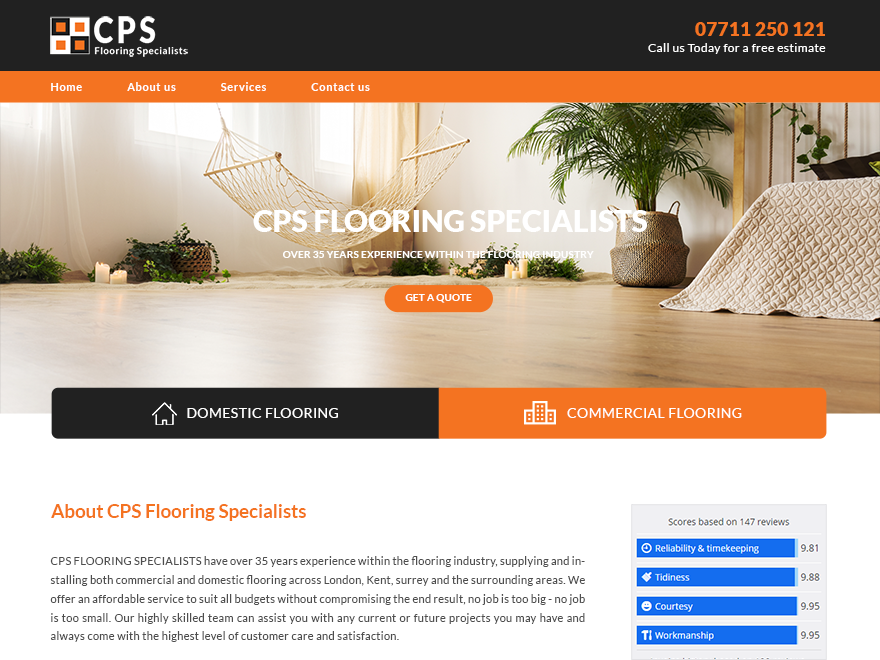 CPS
Flooring Specialists
07711 250 121
Call us Today for a free estimate
Home About us Services Contact us
CPS FLOORING SPECIALISTS
OVER 35 YEARS EXPERIENCE WITHIN THE FLOORING INDUSTRY
GET A QUOTE
DOMESTIC FLOORING COMMERCIAL FLOORING
About CPS Flooring Specialists
CPS FLOORING SPECIALISTS have over 35 years experience within the flooring industry, supplying and in-
stalling both commercial and domestic flooring across London, Kent, surrey and the surrounding areas. We
offer an affordable service to suit all budgets without compromising the end result, no job is too big - no job
is too small. Our highly skilled team can assist you with any current or future projects you may have and
always come with the highest level of customer care and satisfaction.
Scores based on 147 reviews
Reliability & timekeeping 9.81
Tidiness 9.88
Courtesy 9.95
Workmanship 9.95